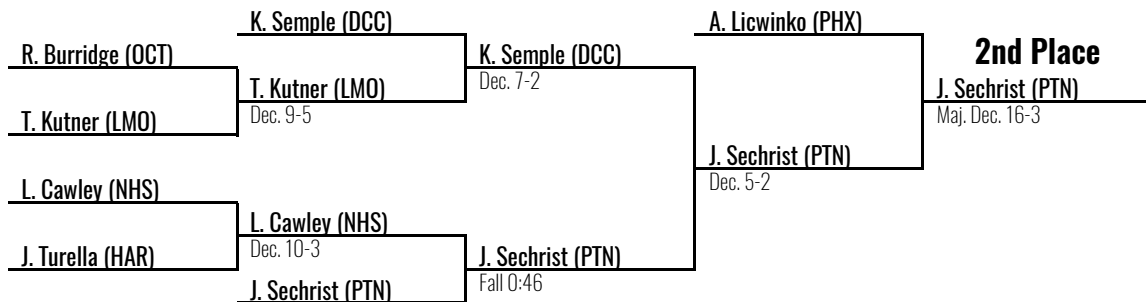 K. Semple (DCC)
A. Licwinko (PHX)
R. Burridge (OCT)
K. Semple (DCC)
2nd Place
Dec. 7-2
T. Kutner (LMO)
J. Sechrist (PTN)
Dec. 9-5
Maj. Dec. 16-3
T. Kutner (LMO)
J. Sechrist (PTN)
Dec. 5-2
L. Cawley (NHS)
L. Cawley (NHS)
Dec. 10-3
J. Turella (HAR)
J. Sechrist (PTN)
Fall 0:46
J. Sechrist (PTN)